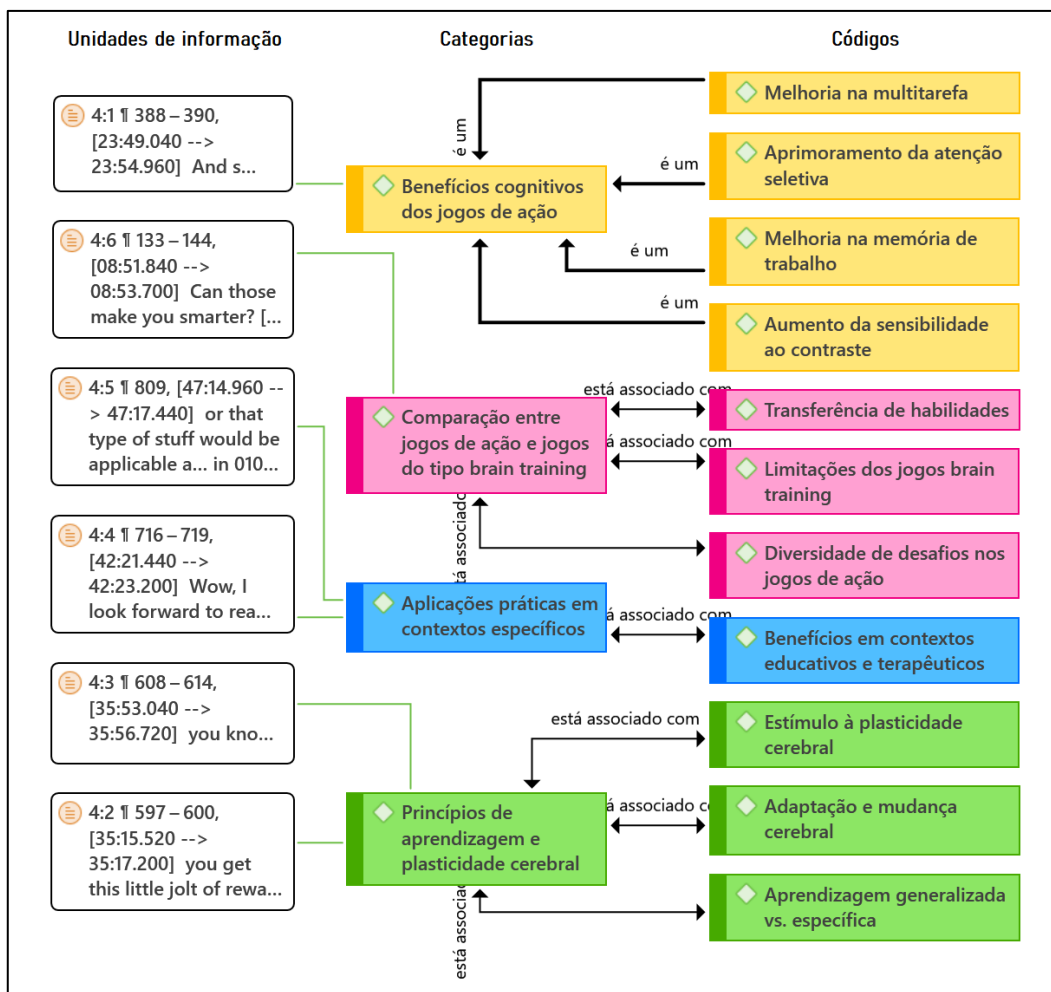 Unidades de informação
Categorias
Códigos
4:1 ¶ 388 – 390,
[23:49.040 -->
23:54.960] And s...
4:6 ¶ 133 – 144,
[08:51.840 -->
08:53.700] Can those
make you smarter? [...
4:5 ¶ 809, [47:14.960 --
> 47:17.440] or that
type of stuff would be
applicable a... in 010...
4:4 ¶ 716 – 719,
[42:21.440 -->
42:23.200] Wow, I
look forward to rea...
4:3 ¶ 608 – 614,
[35:53.040 -->
35:56.720] you kno...
4:2 ¶ 597 – 600,
[35:15.520 -->
35:17.200] you get
this little jolt of rewa...
Benefícios cognitivos
dos jogos de ação
Comparação entre
jogos de ação e jogos
do tipo brain training
Aplicações práticas em
contextos específicos
Princípios de
aprendizagem e
plasticidade cerebral
é um
é um
é um
é um
está associado com
á associado com
tá associado
á associado com
está associado com
á associado c
está associad
Melhoria na multitarefa
Aprimoramento da atenção
seletiva
Melhoria na memória de
trabalho
Aumento da sensibilidade
ao contraste
Transferência de habilidades
Limitações dos jogos brain
training
Diversidade de desafios nos
jogos de ação
Benefícios em contextos
educativos e terapêuticos
Estímulo à plasticidade
cerebral
Adaptação e mudança
cerebral
Aprendizagem generalizada
vs. específica